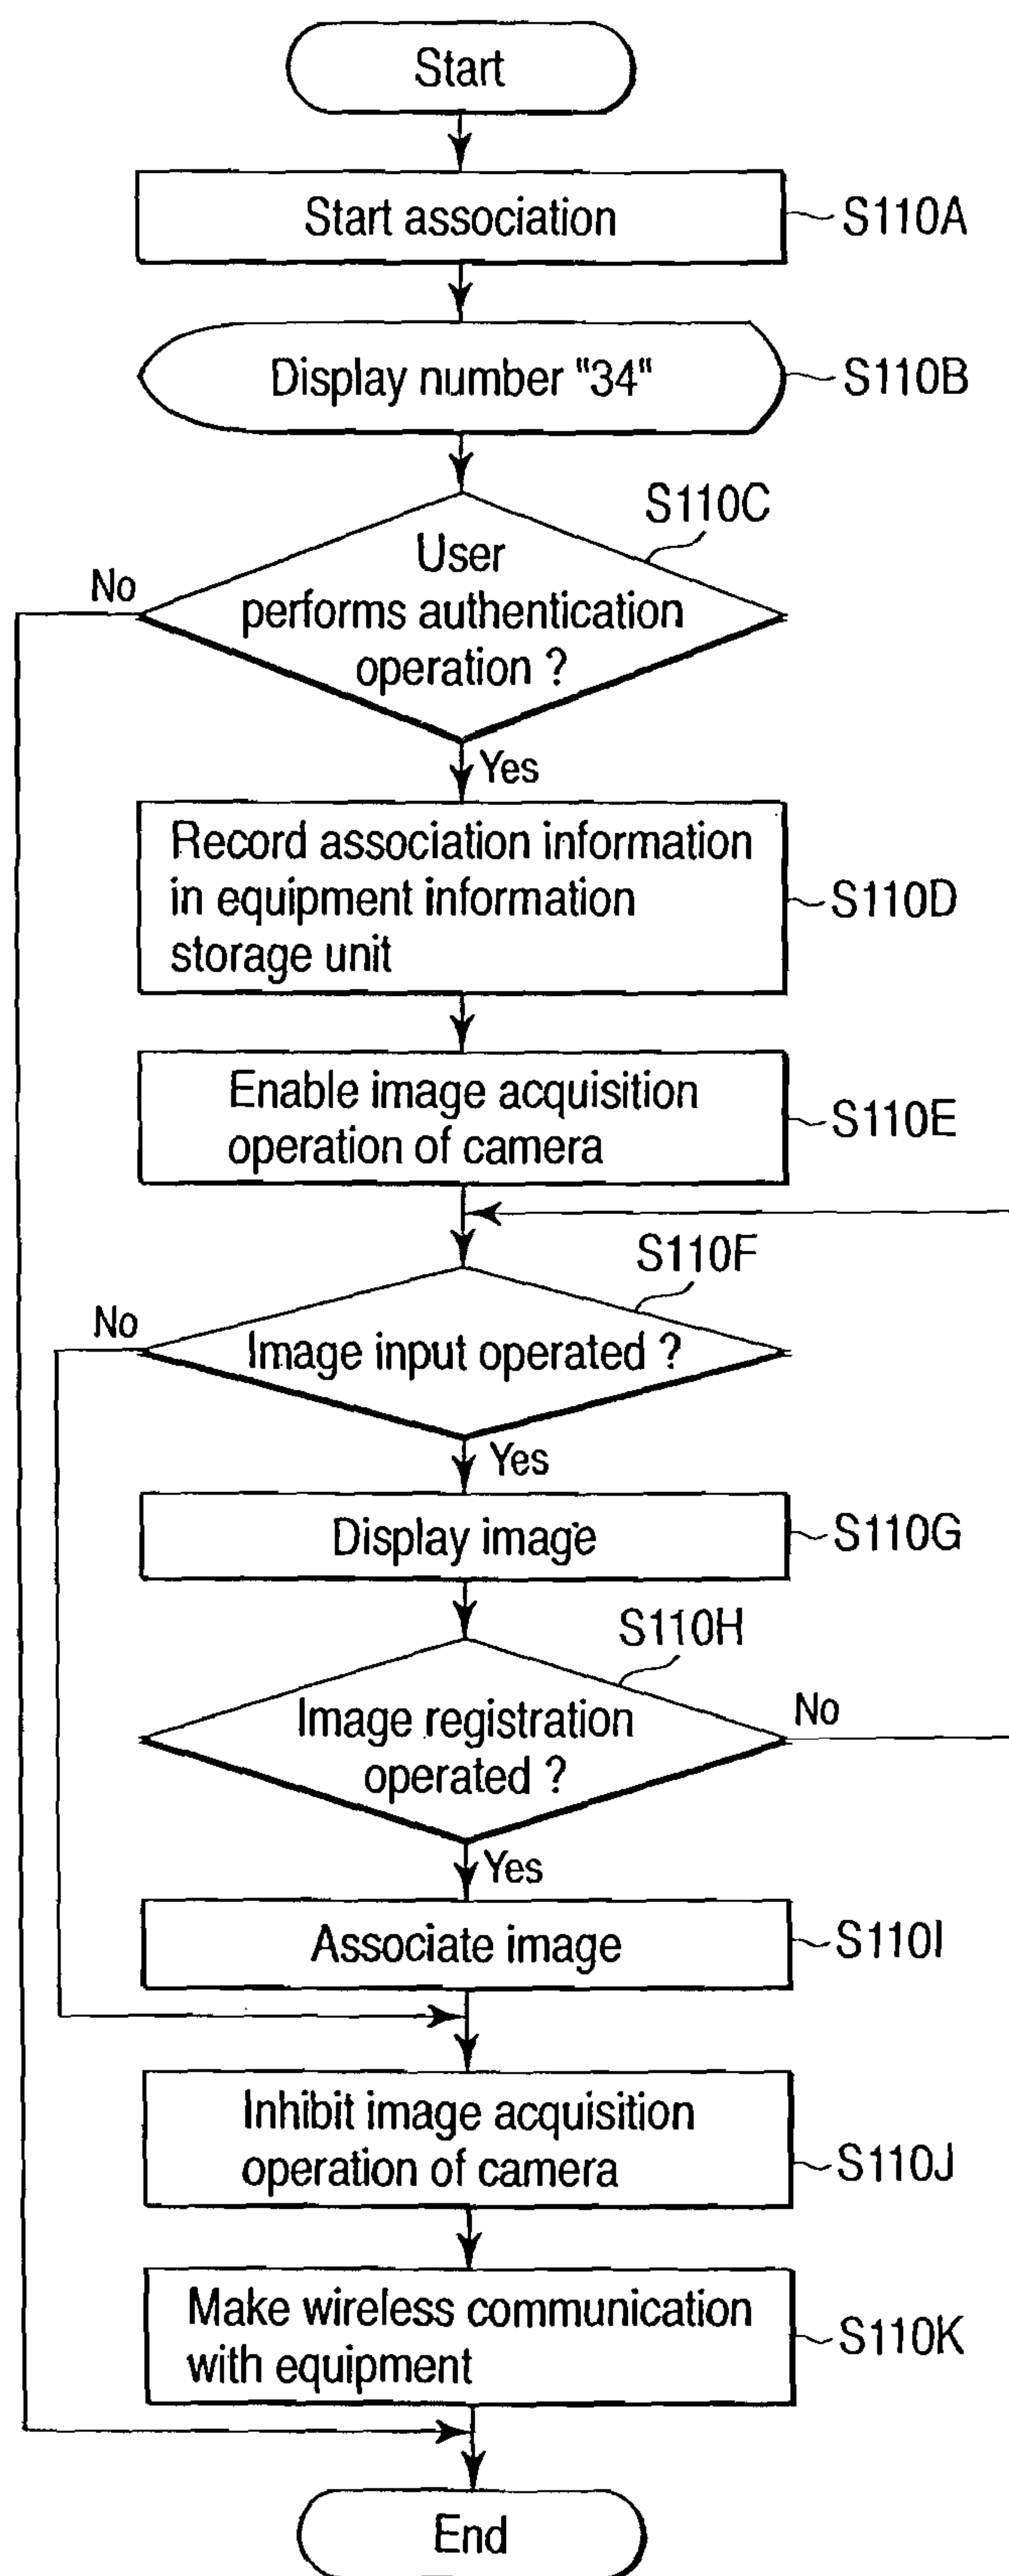 Start
Start association
S110A
Display number "34"
S110B
S110C
User
performs authentication
operation ?
No
Yes
Record association information
in equipment information
storage unit
S110D
Enable image acquisition
operation of camera
S110E
S110F
No
Image input operated ?
Yes
Display image
S110G
S110H
Image registration
operated ?
No
Yes
Associate image
S110I
Inhibit image acquisition
operation of camera
S110J
Make wireless communication
with equipment
S110K
End